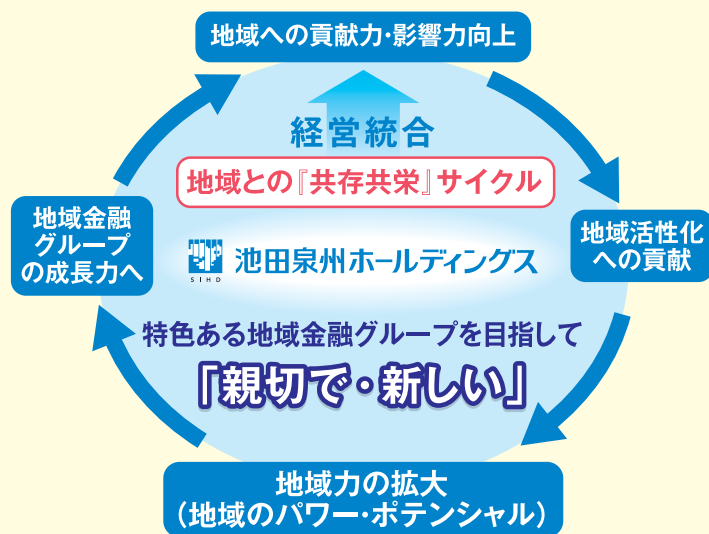 地域への貢献力・影響力向上
経営統合
地域との『共存共栄』サイクル
地域金融
グループ
の成長力へ
地域活性化
への貢献
SIHD
池田泉州ホールディングス
特色ある地域金融グループを目指して
「親切で・新しい」
地域力の拡大
（地域のパワー・ポテンシャル）